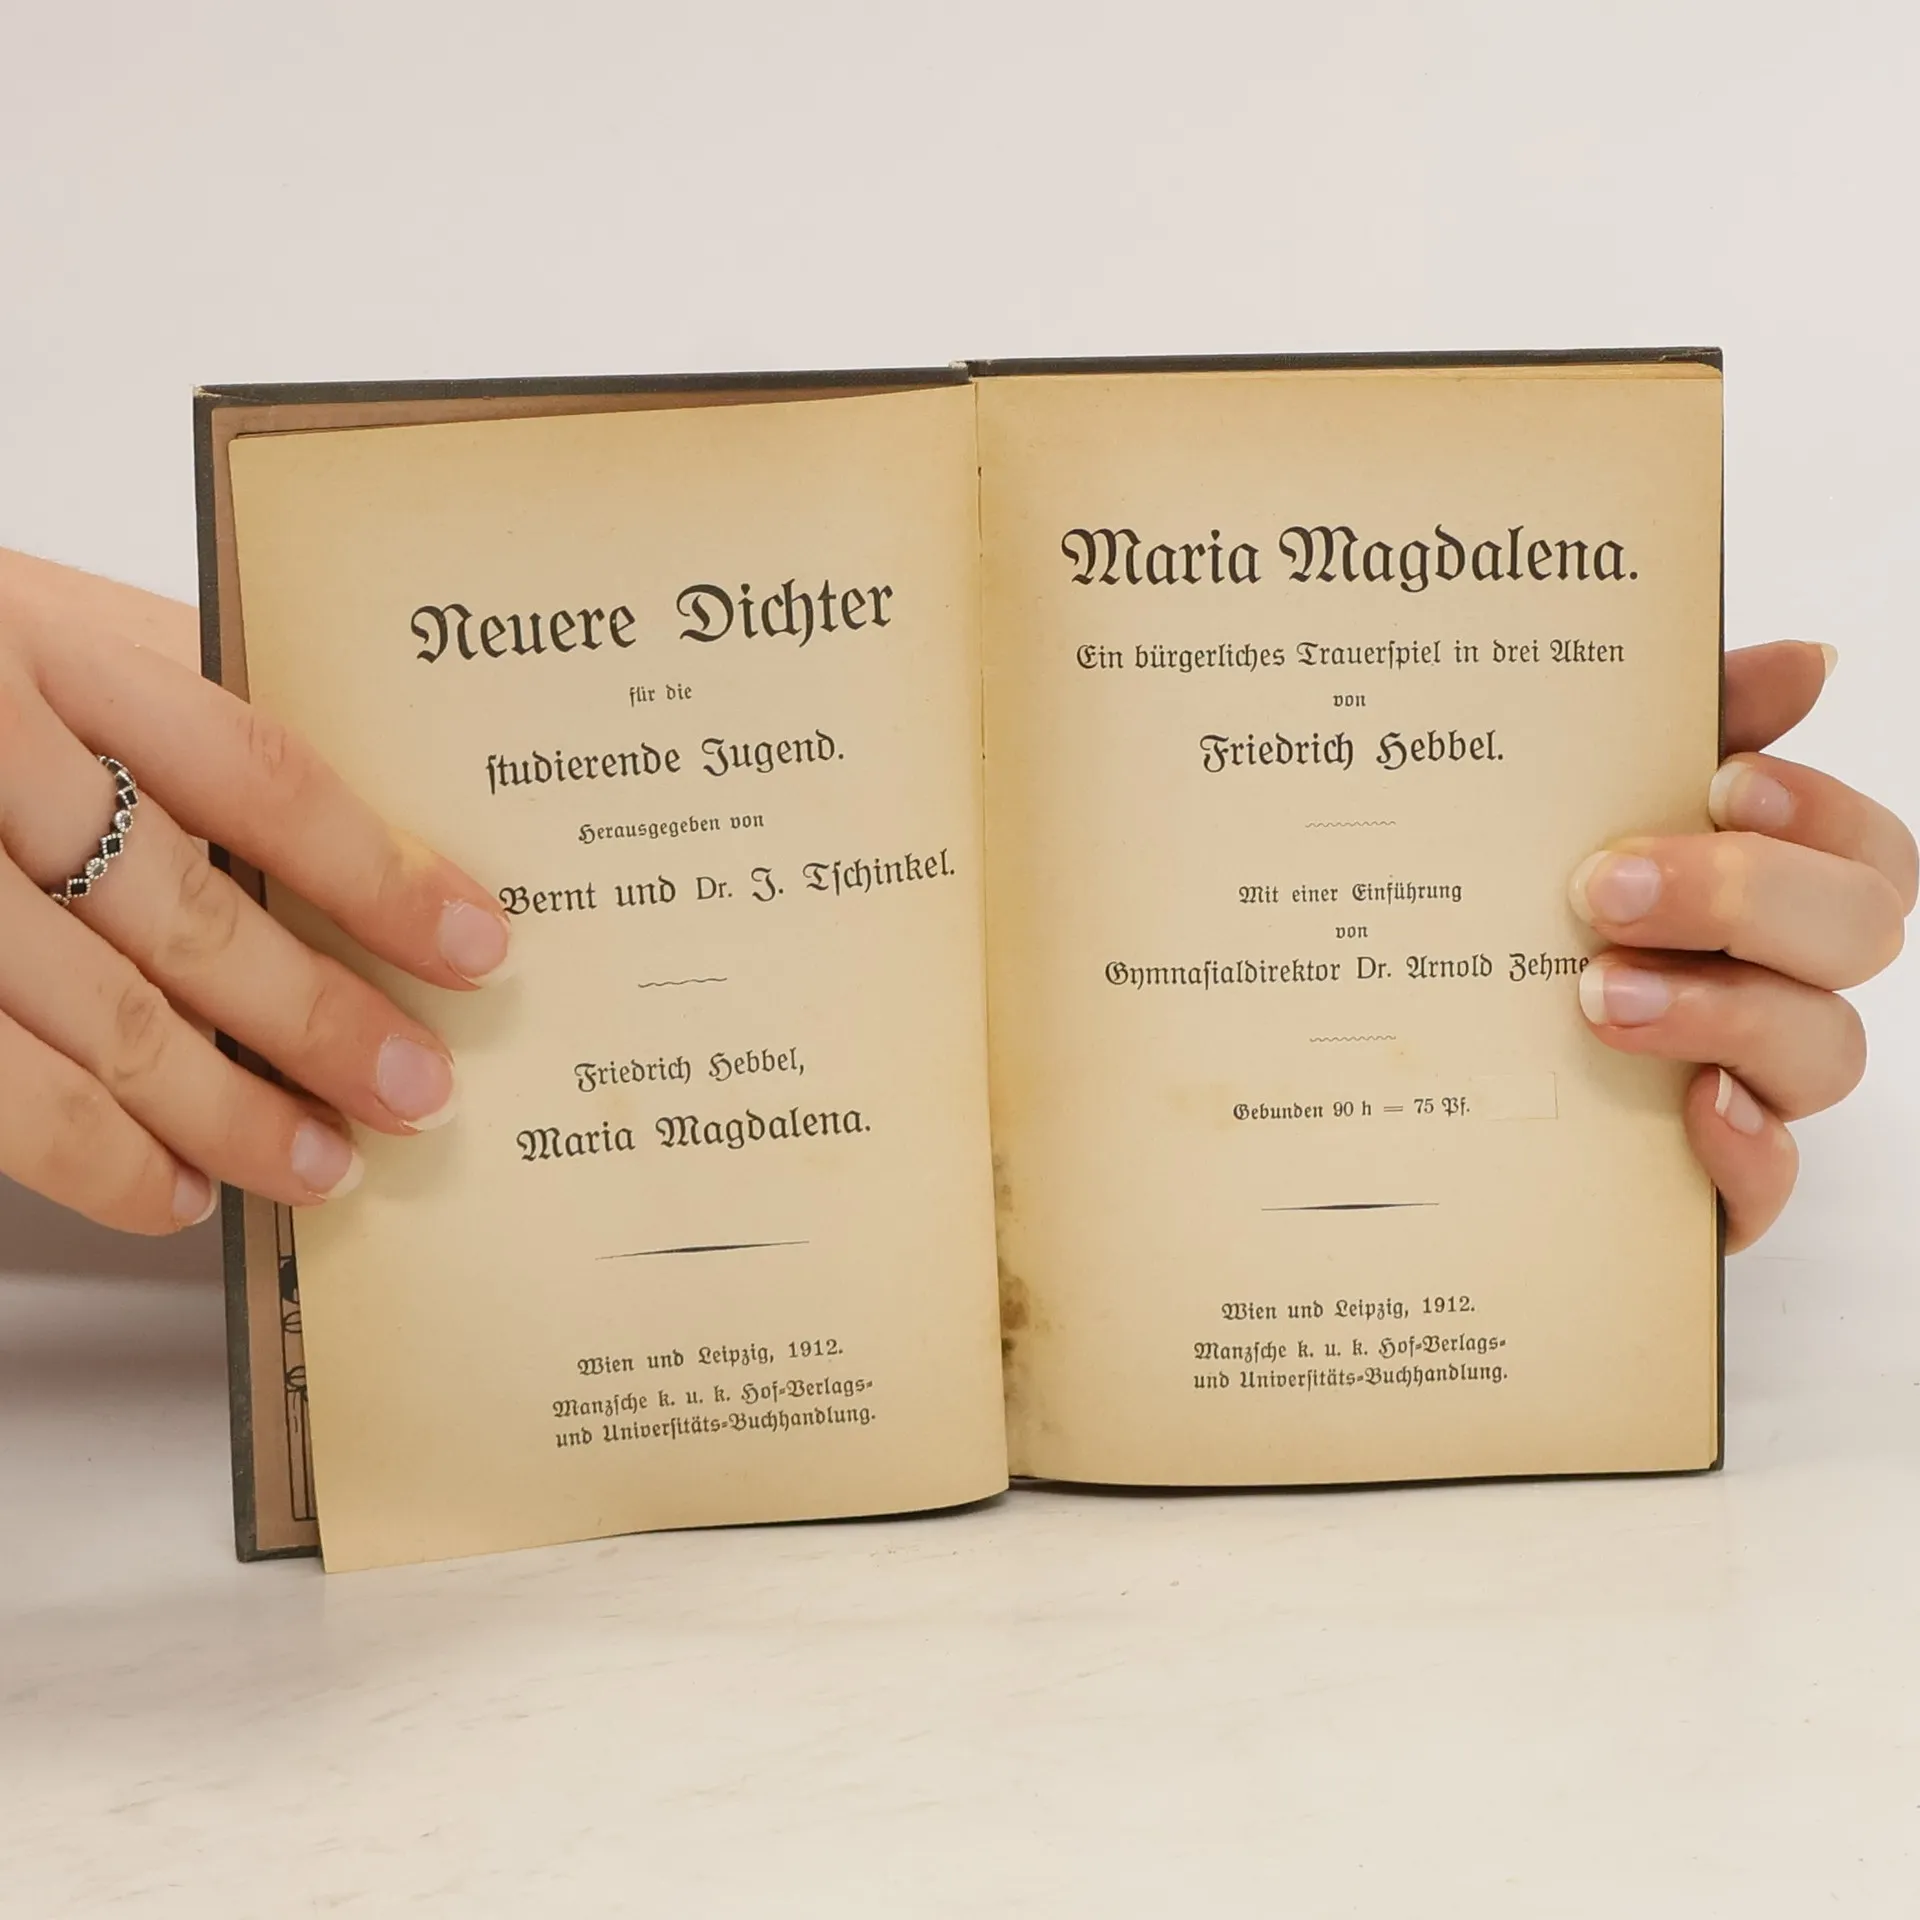 Neuere Dichter
für die
ſtudierende Jugend.
Herausgegeben von
Bernt und Dr. J. Tſchinkel.
Friedrich Hebbel,
Maria Magdalena.
Wien und Leipzig, 1912.
Manzſche k. u. k. Hof-Verlags-
und Univerſitäts-Buchhandlung.
Maria Magdalena.
Ein bürgerliches Trauerſpiel in drei Akten
von
Friedrich Hebbel.
Mit einer Einführung
von
Gymnaſialdirektor Dr. Arnold Zehme
Gebunden 90 h = 75 Pf.
Wien und Leipzig, 1912.
Manzſche k. u. k. Hof-Verlags-
und Univerſitäts-Buchhandlung.